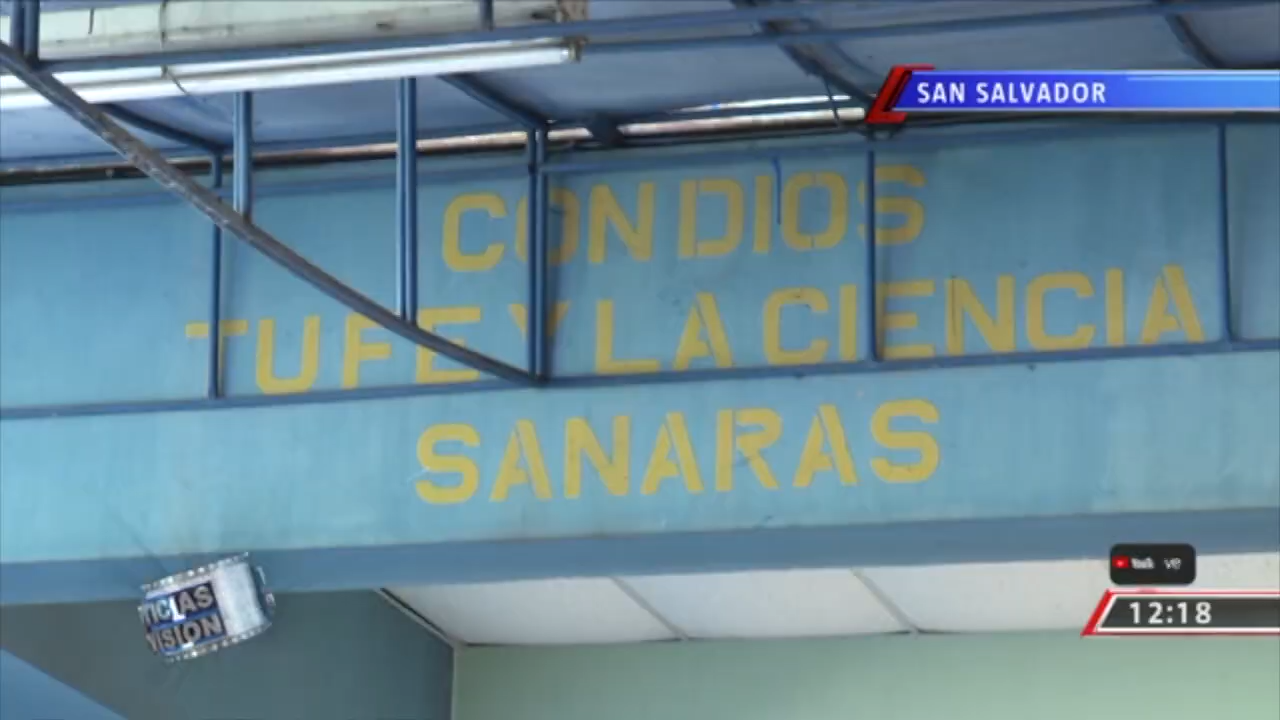 SAN SALVADOR
CON DIOS
TU FE Y LA CIENCIA
SANARAS
12:18